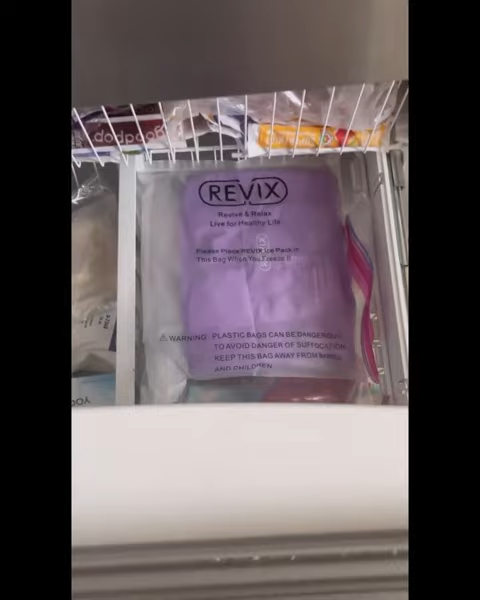 goodpop
REVIX
Revive & Relax
Live for Healthy Life
Please Place REVIX Ice Pack in
This Bag When You Freeze It
WARNING: PLASTIC BAGS CAN BE DANGEROUS
TO AVOID DANGER OF SUFFOCATION
KEEP THIS BAG AWAY FROM BABIES
AND CHILDREN